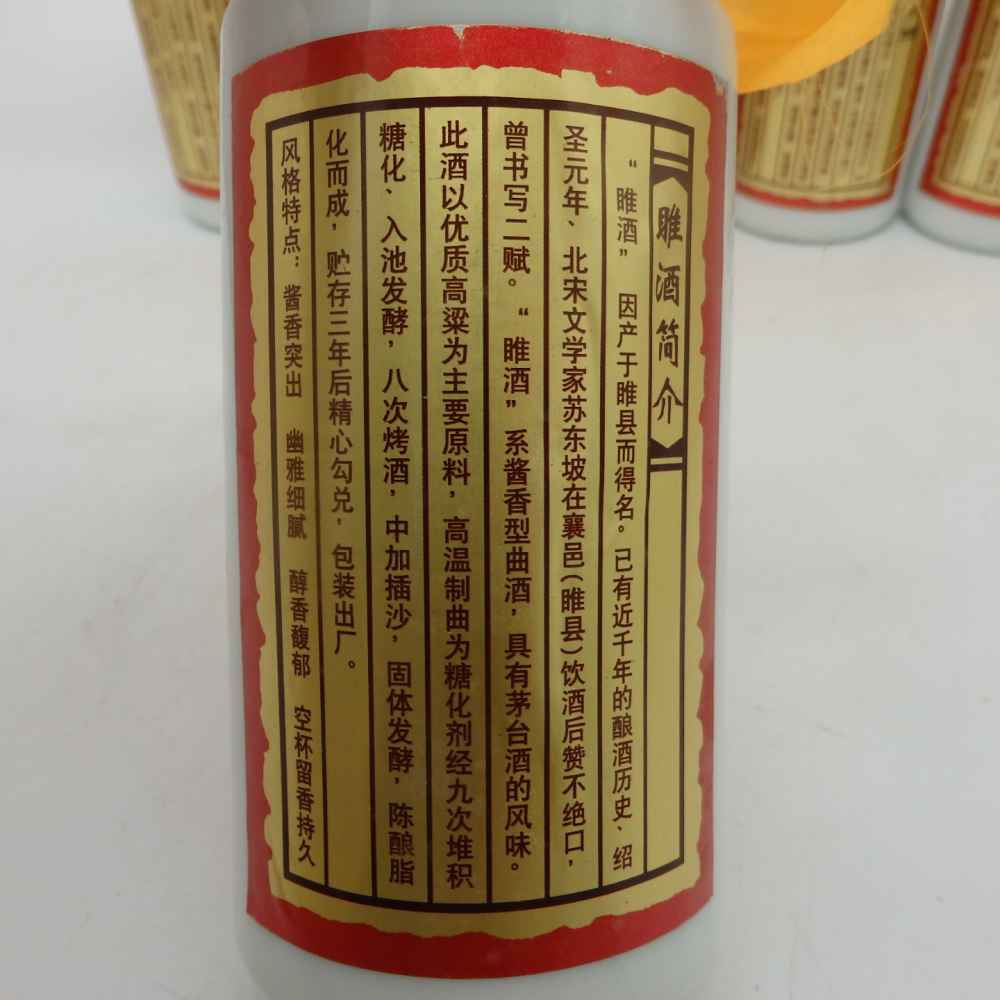 睢酒简介
“睢酒” 因产于睢县而得名。已有近千年的酿酒历史、绍
圣元年、北宋文学家苏东坡在襄邑(睢县)饮酒后赞不绝口,
曾书写二赋。“睢酒”系酱香型曲酒,具有茅台酒的风味。
此酒以优质高粱为主要原料,高温制曲为糖化剂经九次堆积
糖化、入池发酵,八次烤酒,中加插沙,固体发酵,陈酿脂
化而成,贮存三年后精心勾兑,包装出厂。
风格特点:酱香突出 幽雅细腻 醇香馥郁 空杯留香持久